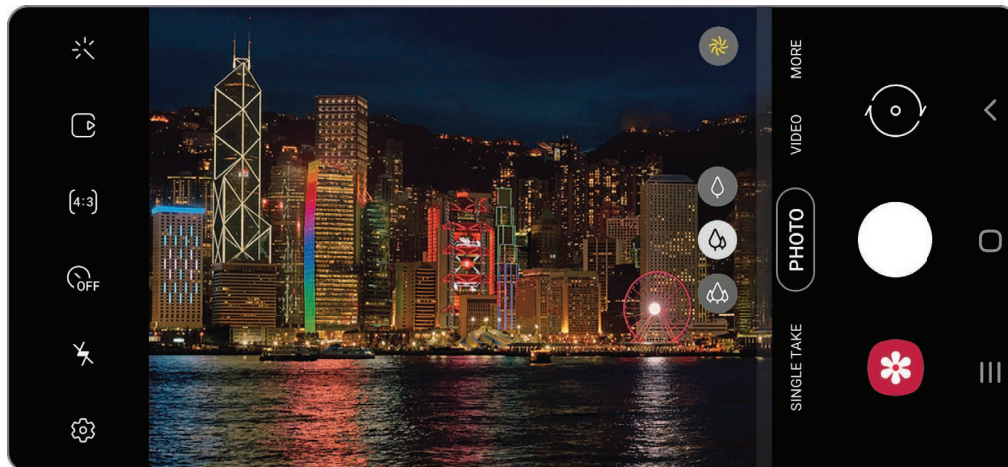 [4:3]
OFF
MORE
VIDEO
PHOTO
SINGLE TAKE